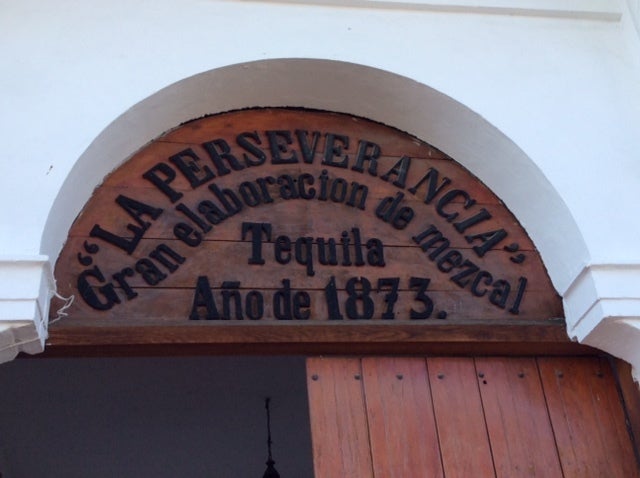 "LA PERSEVERANCIA"
Gran elaboracion de mezcal
Tequila
Año de 1873.